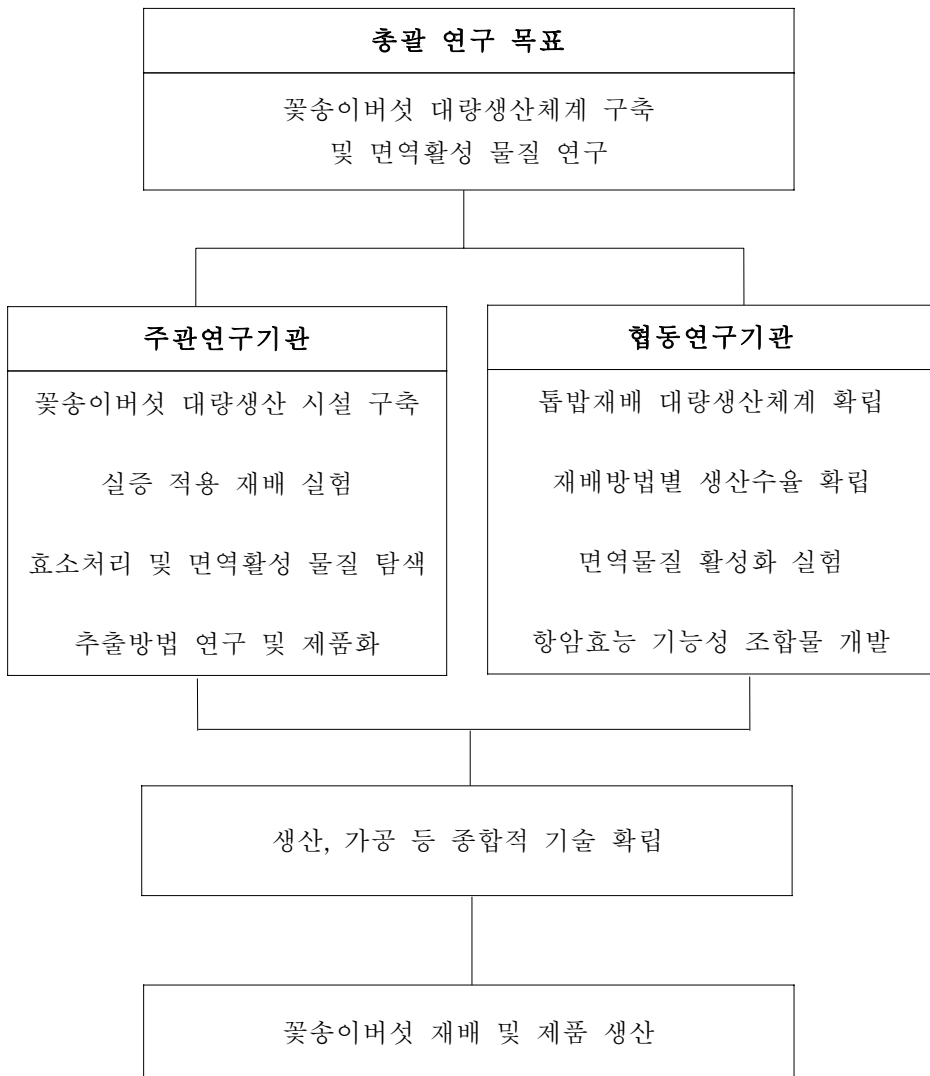 총괄 연구 목표
꽃송이버섯 대량생산체계 구축
및 면역활성 물질 연구
주관연구기관
꽃송이버섯 대량생산 시설 구축
실증 적용 재배 실험
효소처리 및 면역활성 물질 탐색
추출방법 연구 및 제품화
협동연구기관
톱밥재배 대량생산체계 확립
재배방법별 생산수율 확립
면역물질 활성화 실험
항암효능 기능성 조합물 개발
생산, 가공 등 종합적 기술 확립
꽃송이버섯 재배 및 제품 생산